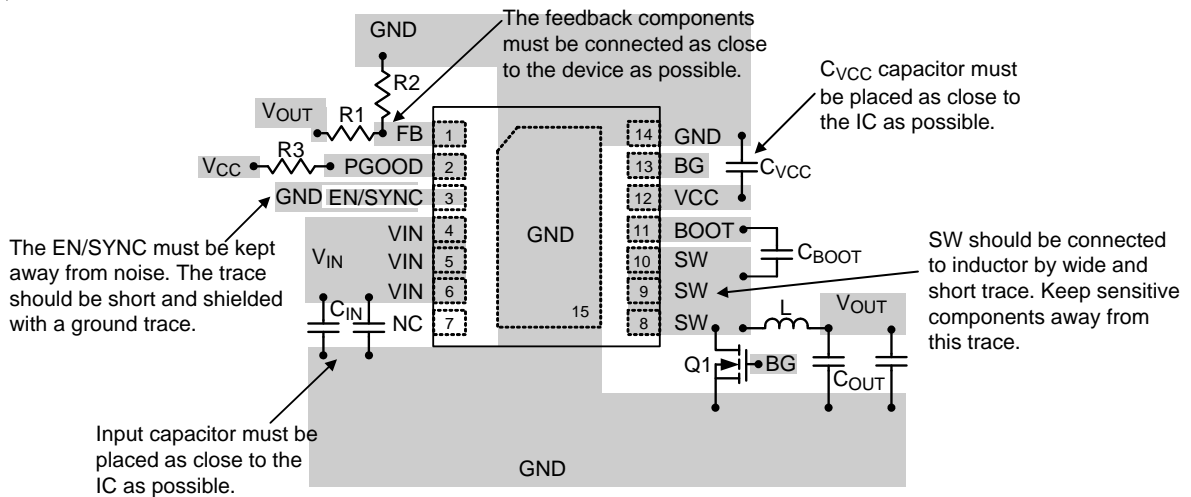 The feedback components
must be connected as close
to the device as possible.
GND
R2
CVCC capacitor must
be placed as close to
the IC as possible.
VOUT
R1
FB
1
14
GND
R3
VCC
PGOOD
2
13
BG
CVCC
GND
EN/SYNC
3
12
VCC
The EN/SYNC must be kept
away from noise. The trace
should be short and shielded
with a ground trace.
VIN
4
11
BOOT
VIN
VIN
5
GND
10
SW
CBOOT
VIN
6
9
SW
SW should be connected
to inductor by wide and
short trace. Keep sensitive
components away from
this trace.
CIN
NC
7
15
8
SW
L
VOUT
Q1
BG
COUT
Input capacitor must be
placed as close to the
IC as possible.
GND